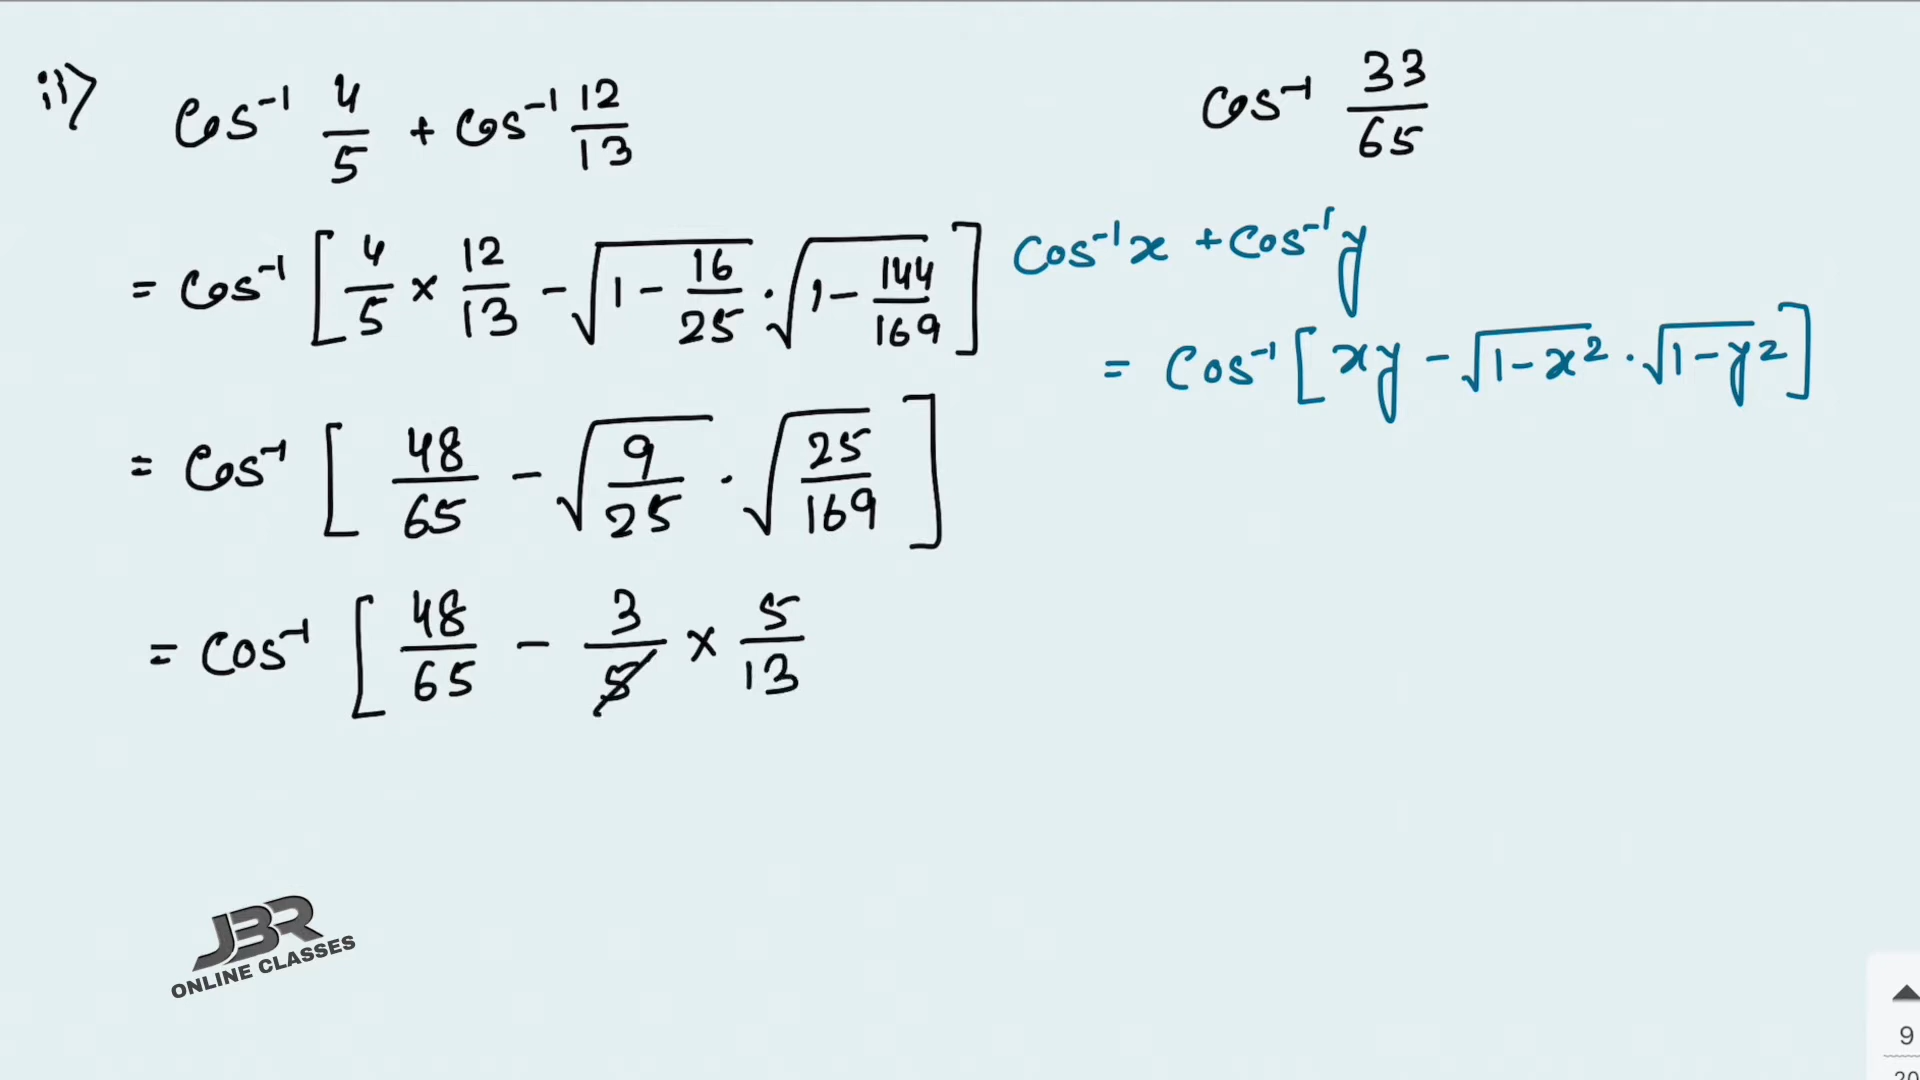 ii) Cos⁻¹ 4/5 + Cos⁻¹ 12/13
Cos⁻¹ 33/65
= Cos⁻¹ [ 4/5 × 12/13 − √(1 − 16/25) · √(1 − 144/169) ]
Cos⁻¹x + Cos⁻¹y
= Cos⁻¹ [ xy − √(1−x²) · √(1−y²) ]
= Cos⁻¹ [ 48/65 − √(9/25) · √(25/169) ]
= Cos⁻¹ [ 48/65 − 3/5 × 5/13
JBR
ONLINE CLASSES
9
20